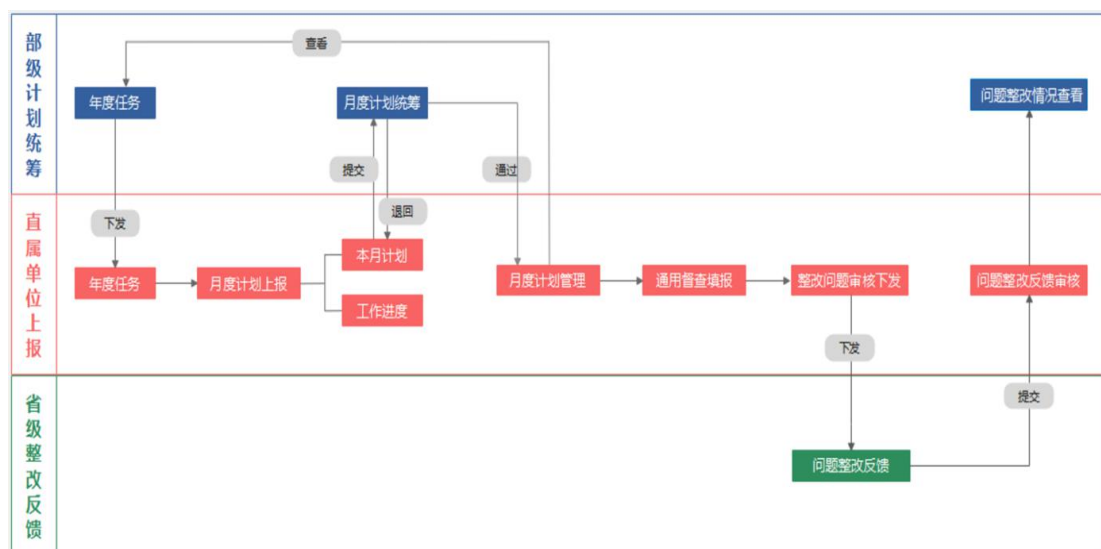 部级计划统筹
查看
年度任务
月度计划统筹
问题整改情况查看
提交
通过
下发
退回
直属单位上报
年度任务
月度计划上报
本月计划
工作进度
月度计划管理
通用督查填报
整改问题审核下发
问题整改反馈审核
下发
提交
省级整改反馈
问题整改反馈